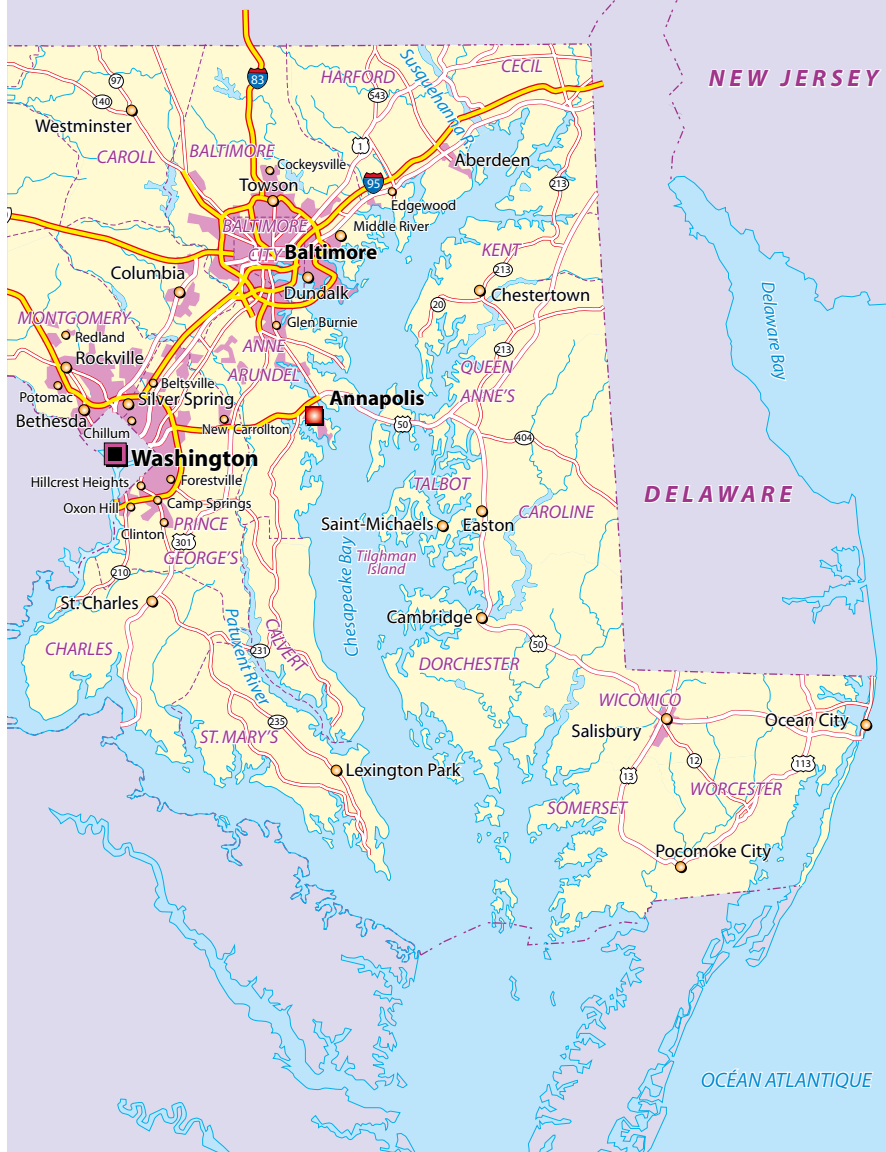 83
97
HARFORD
CECIL
NEW JERSEY
140
543
Susquehanna R.
Westminster
1
CAROLL
BALTIMORE
Cockeysville
Aberdeen
Towson
95
213
Edgewood
BALTIMORE
CITY
Middle River
Baltimore
KENT
Columbia
213
Dundalk
20
Chestertown
Delaware Bay
MONTGOMERY
Glen Burnie
Redland
ANNE
ARUNDEL
213
Rockville
QUEEN
ANNE'S
Beltsville
Potomac
Silver Spring
Annapolis
Bethesda
New Carrollton
50
Chillum
404
Washington
Hillcrest Heights
Forestville
TALBOT
DELAWARE
Oxon Hill
Camp Springs
CAROLINE
PRINCE
GEORGE'S
Saint-Michaels
Easton
Clinton
301
Tilghman
Island
Chesapeake Bay
210
St. Charles
Cambridge
Patuxent River
CALVERT
231
50
CHARLES
DORCHESTER
WICOMICO
235
Ocean City
ST. MARY'S
Salisbury
Lexington Park
12
113
13
WORCESTER
SOMERSET
Pocomoke City
OCÉAN ATLANTIQUE